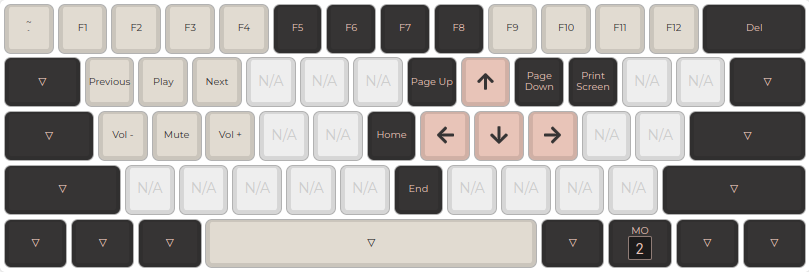 ~ F1 F2 F3 F4 F5 F6 F7 F8 F9 F10 F11 F12 Del
▽ Previous Play Next N/A N/A N/A Page Up ↑ Page Down Print Screen N/A N/A ▽
▽ Vol - Mute Vol + N/A N/A Home ← ↓ → N/A N/A ▽
▽ N/A N/A N/A N/A N/A End N/A N/A N/A N/A ▽
▽ ▽ ▽ ▽ ▽ MO 2 ▽ ▽